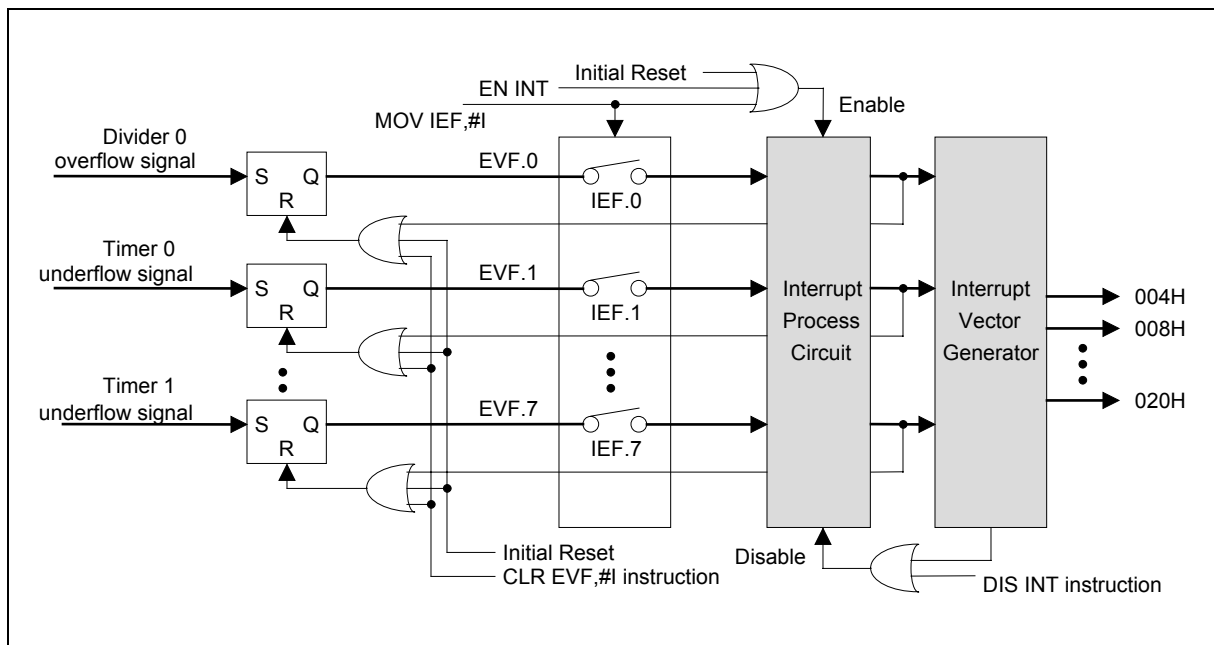 Initial Reset
EN INT
MOV IEF,#I
Enable
Divider 0
overflow signal
S Q
R
EVF.0
IEF.0
Timer 0
underflow signal
S Q
R
EVF.1
IEF.1
Interrupt
Process
Circuit
Interrupt
Vector
Generator
004H
008H
020H
Timer 1
underflow signal
S Q
R
EVF.7
IEF.7
Initial Reset
CLR EVF,#I instruction
Disable
DIS INT instruction